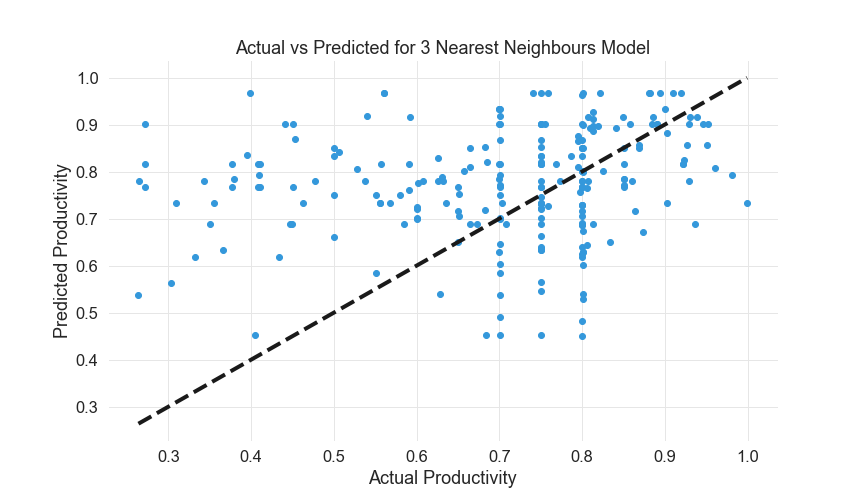 Actual vs Predicted for 3 Nearest Neighbours Model
1.0
0.9
0.8
0.7
0.6
0.5
0.4
0.3
Predicted Productivity
0.3 0.4 0.5 0.6 0.7 0.8 0.9 1.0
Actual Productivity